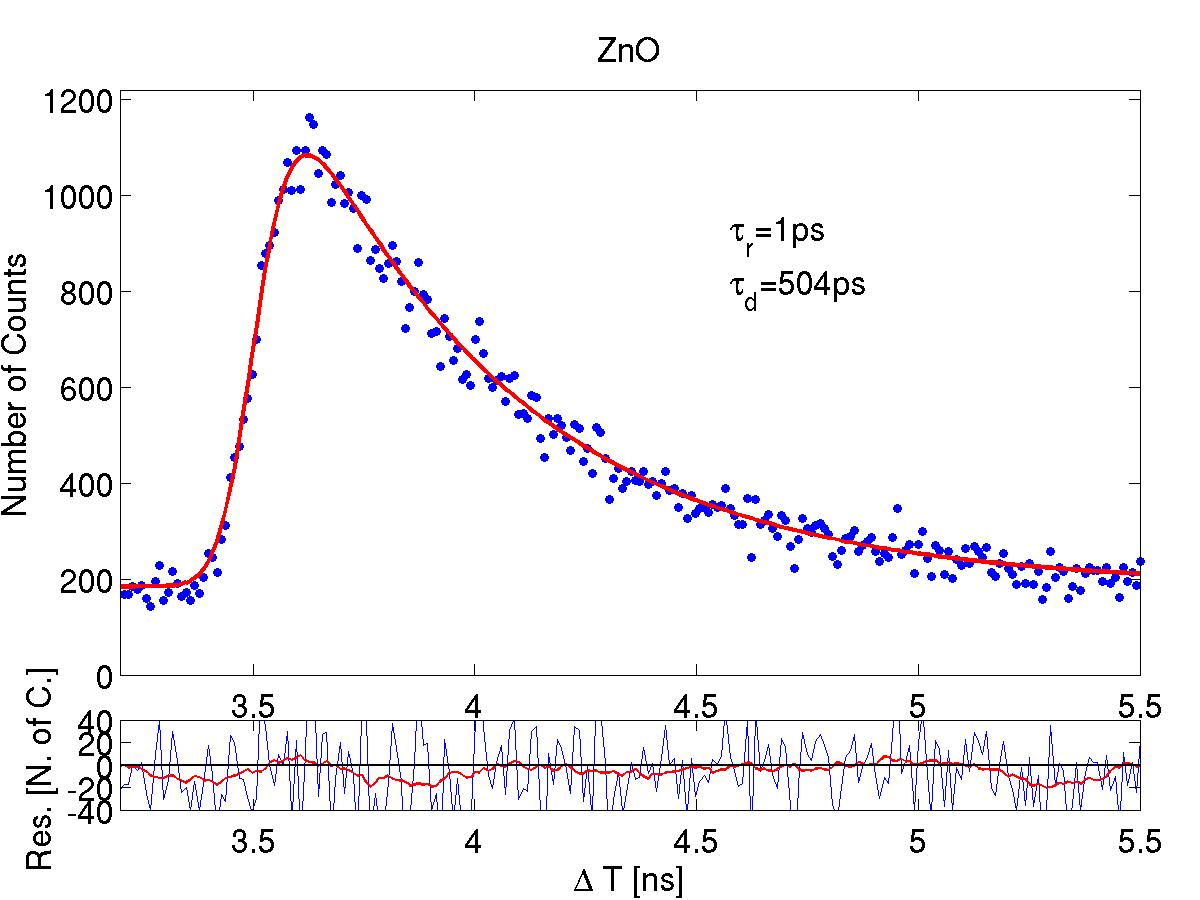 ZnO
1200
1000
800
600
400
200
0
Number of Counts
τr=1ps
τd=504ps
3.5 4 4.5 5 5.5
40
20
0
-20
-40
Res. [N. of C.]
3.5 4 4.5 5 5.5
Δ T [ns]